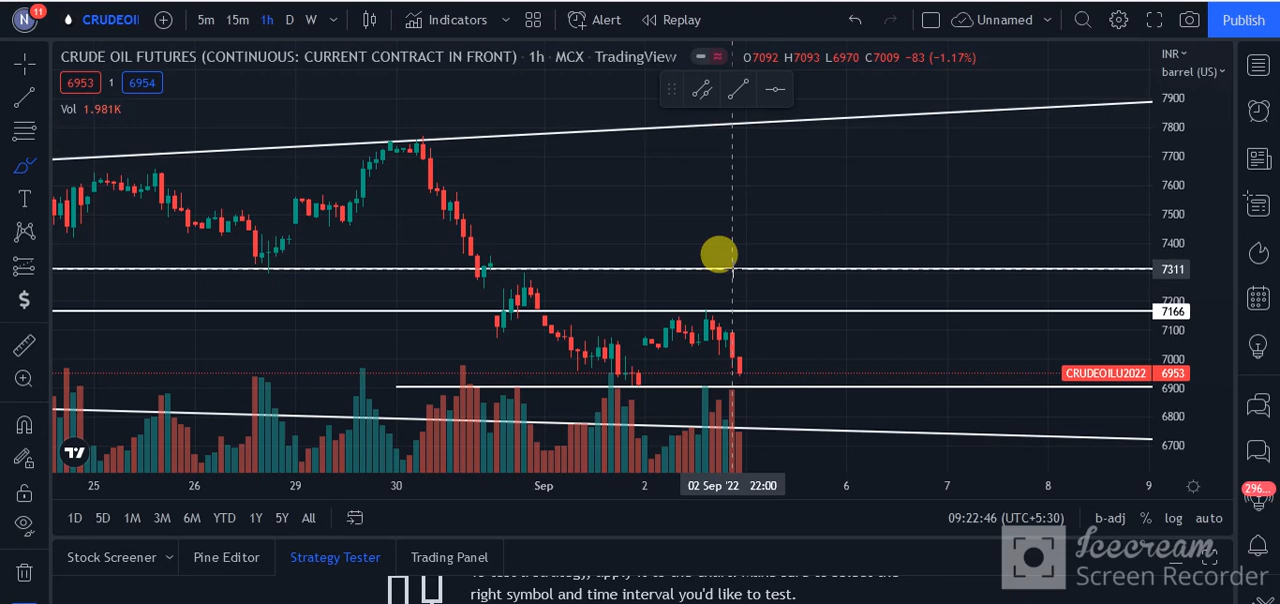 N 11 CRUDEOI 5m 15m 1h D W Indicators Alert Replay Unnamed Publish
CRUDE OIL FUTURES (CONTINUOUS: CURRENT CONTRACT IN FRONT) · 1h · MCX · TradingView O7092 H7093 L6970 C7009 −83 (−1.17%)
INR
barrel (US)
6953 1 6954
Vol 1.981K
7900
7800
7700
7600
7500
7400
7311
7200
7166
7100
7000
CRUDEOILU2022 6953
6900
6800
6700
25 26 29 30 Sep 2 02 Sep '22 22:00 6 7 8 9
1D 5D 1M 3M 6M YTD 1Y 5Y All 09:22:46 (UTC+5:30) b-adj % log auto
296...
Stock Screener Pine Editor Strategy Tester Trading Panel
right symbol and time interval you'd like to test.
Icecream
Screen Recorder